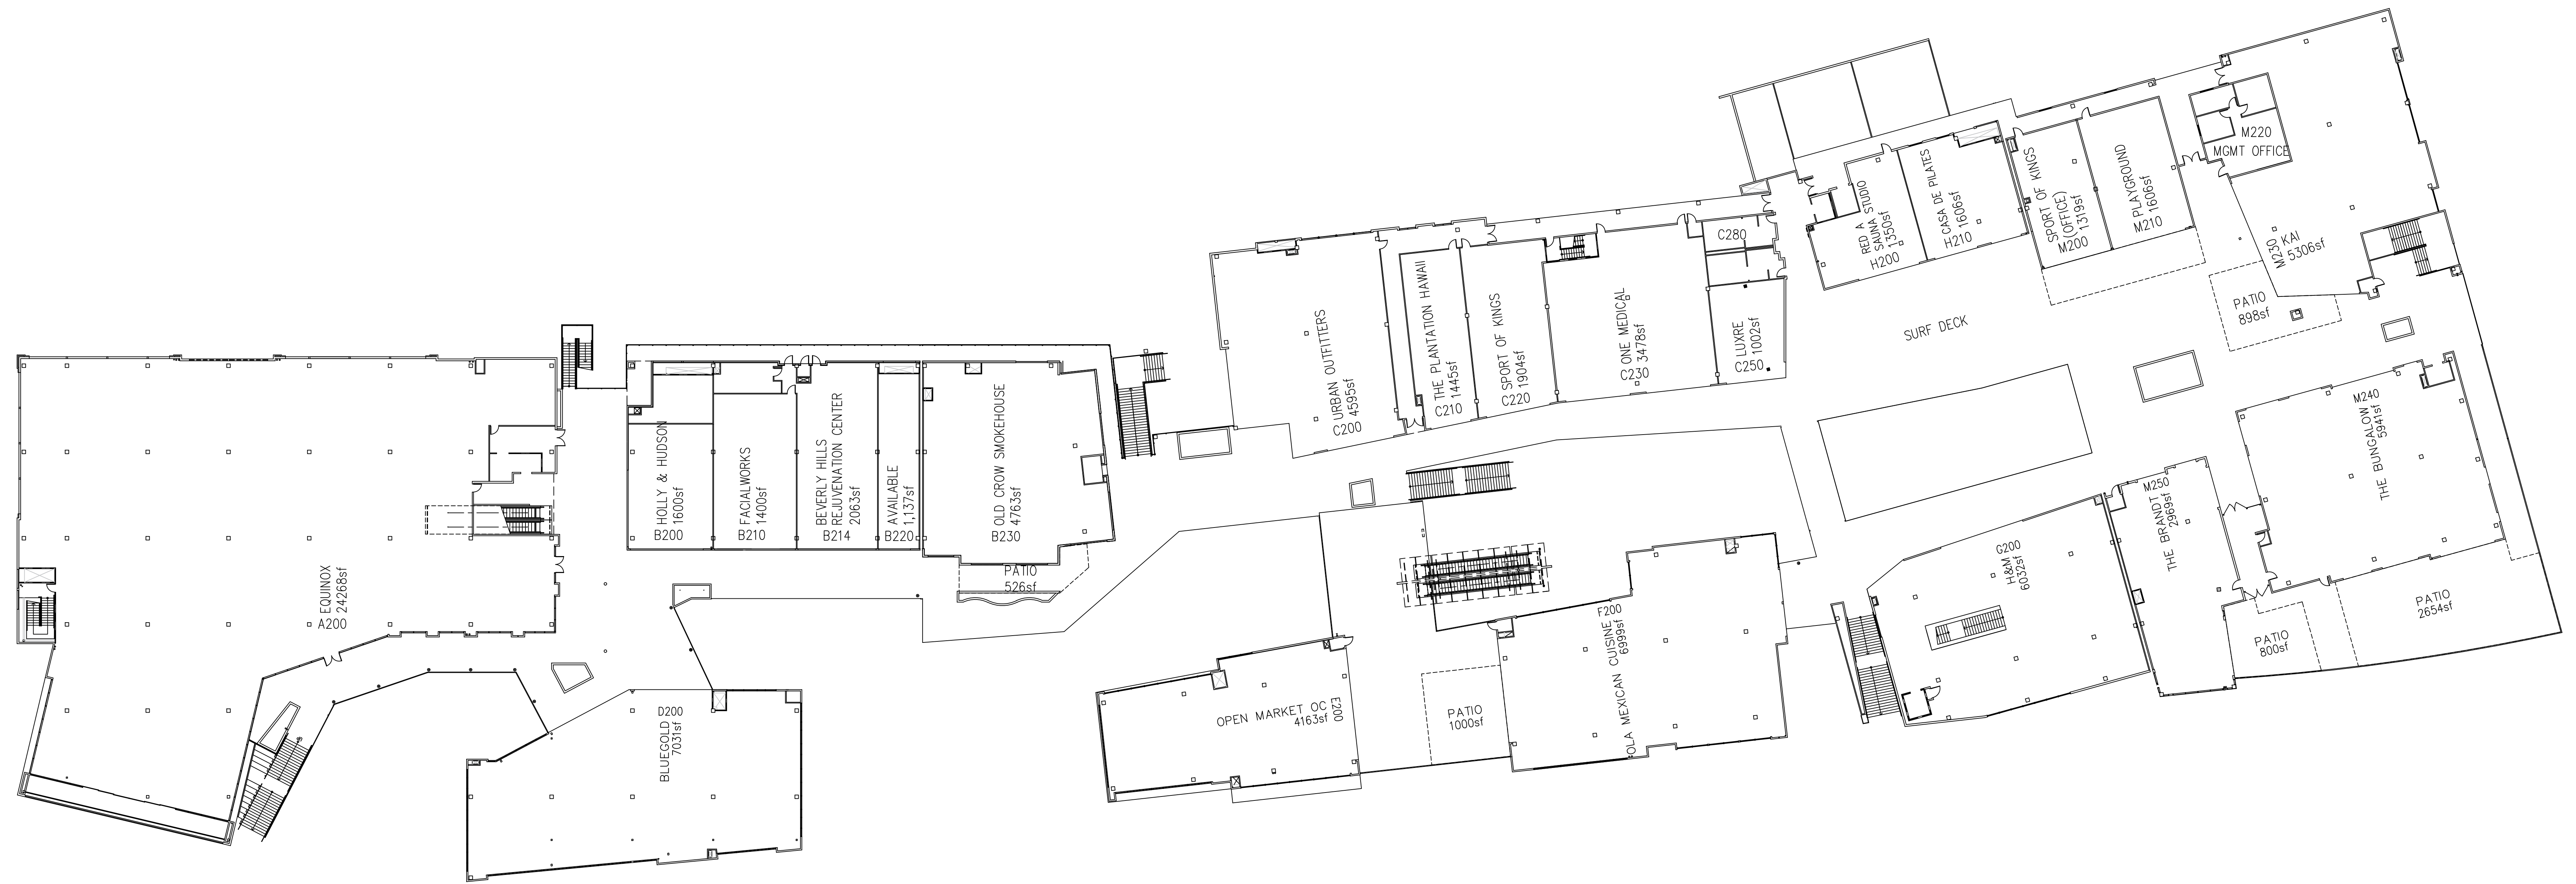 EQUINOX
24268sf
A200
HOLLY & HUDSON
1600sf
B200
FACIALWORKS
1400sf
B210
BEVERLY HILLS
REJUVENATION CENTER
2063sf
B214
AVAILABLE
1,137sf
B220
OLD CROW SMOKEHOUSE
4763sf
B230
PATIO
526sf
D200
BLUEGOLD
7031sf
URBAN OUTFITTERS
4595sf
C200
THE PLANTATION HAWAII
1445sf
C210
SPORT OF KINGS
1904sf
C220
ONE MEDICAL
3478sf
C230
C280
LUXRE
1002sf
C250
RED A
SAUNA STUDIO
1350sf
H200
CASA DE PILATES
1606sf
H210
SPORT OF KINGS
(OFFICE)
1319sf
M200
PLAYGROUND
1606sf
M210
M220
MGMT OFFICE
M230
KAI
5306sf
PATIO
898sf
SURF DECK
M240
THE BUNGALOW
5941sf
M250
THE BRANDT
2969sf
G200
H&M
6032sf
PATIO
2654sf
PATIO
800sf
F200
OLA MEXICAN CUISINE
6999sf
PATIO
1000sf
OPEN MARKET OC
4163sf
E200